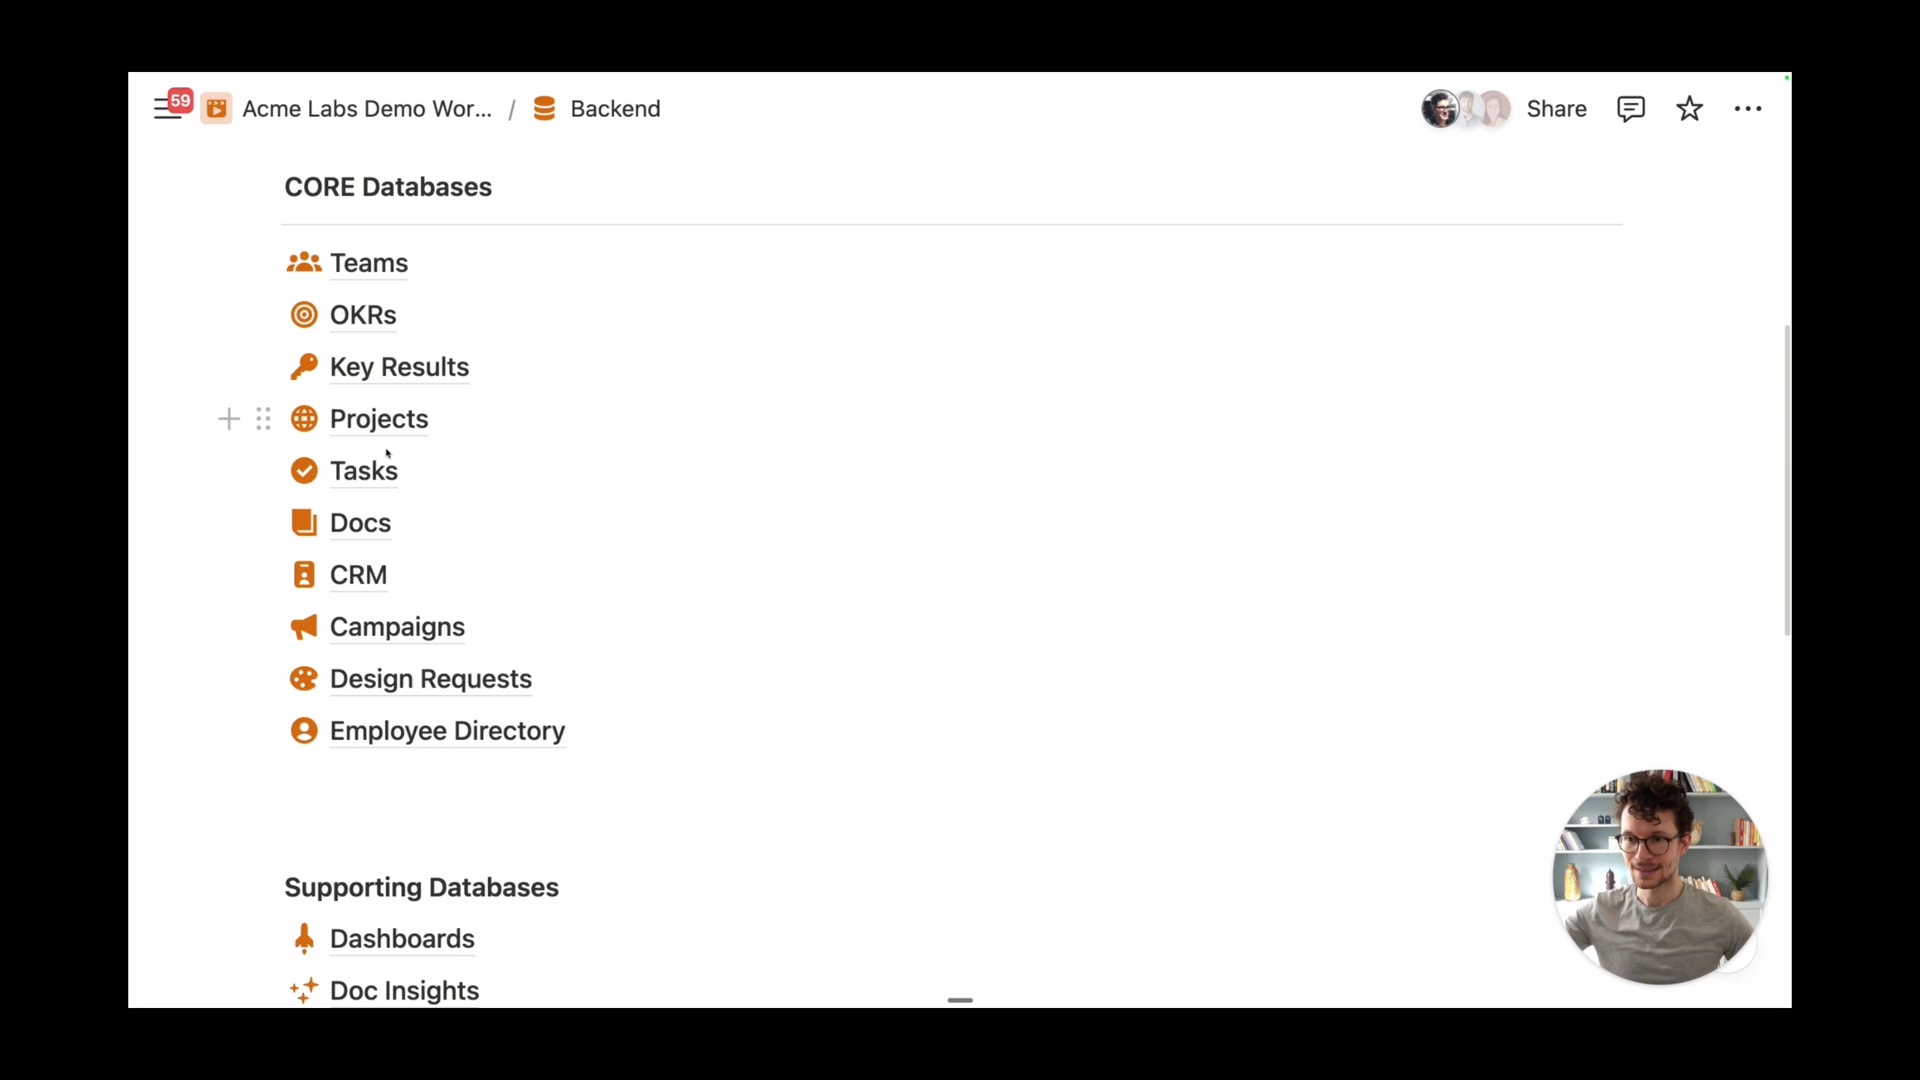 59
Acme Labs Demo Wor... / Backend
Share
CORE Databases
Teams
OKRs
Key Results
Projects
Tasks
Docs
CRM
Campaigns
Design Requests
Employee Directory
Supporting Databases
Dashboards
Doc Insights